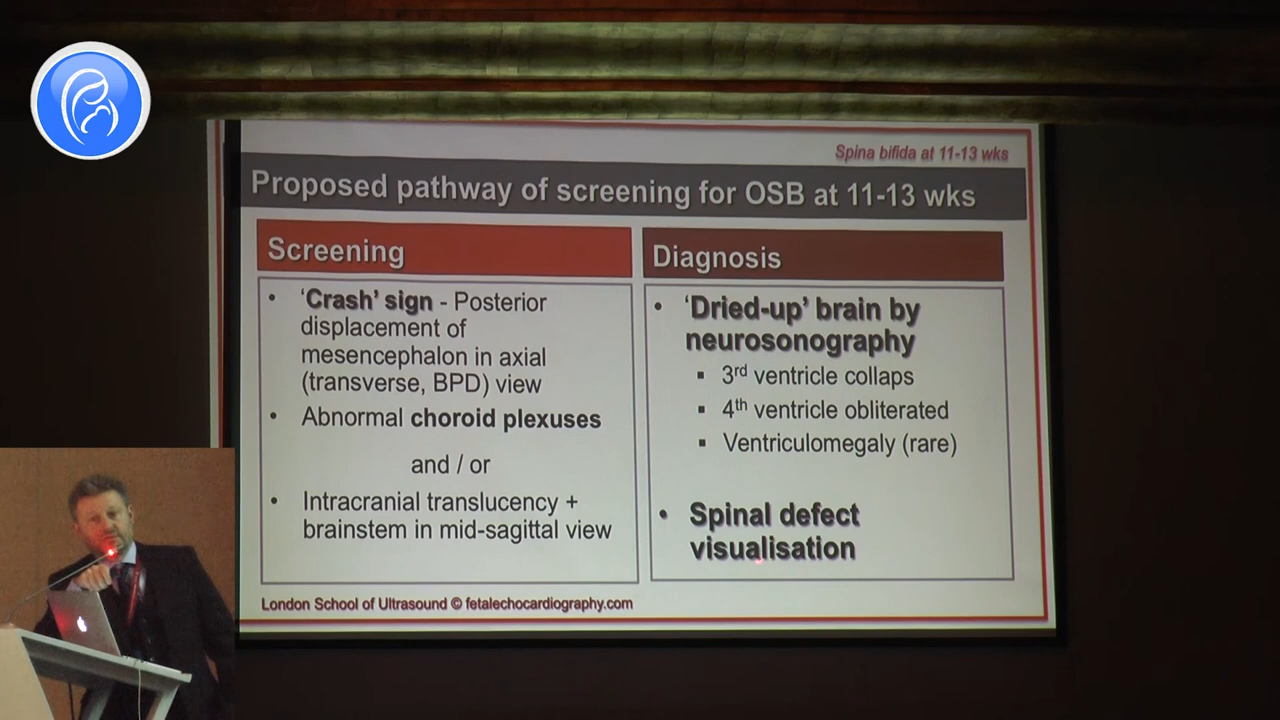 Spina bifida at 11-13 wks
Proposed pathway of screening for OSB at 11-13 wks
Screening
• ‘Crash’ sign - Posterior
displacement of
mesencephalon in axial
(transverse, BPD) view
• Abnormal choroid plexuses
and / or
• Intracranial translucency +
brainstem in mid-sagittal view
Diagnosis
• ‘Dried-up’ brain by
neurosonography
▪ 3rd ventricle collaps
▪ 4th ventricle obliterated
▪ Ventriculomegaly (rare)
• Spinal defect
visualisation
London School of Ultrasound © fetalechocardiography.com